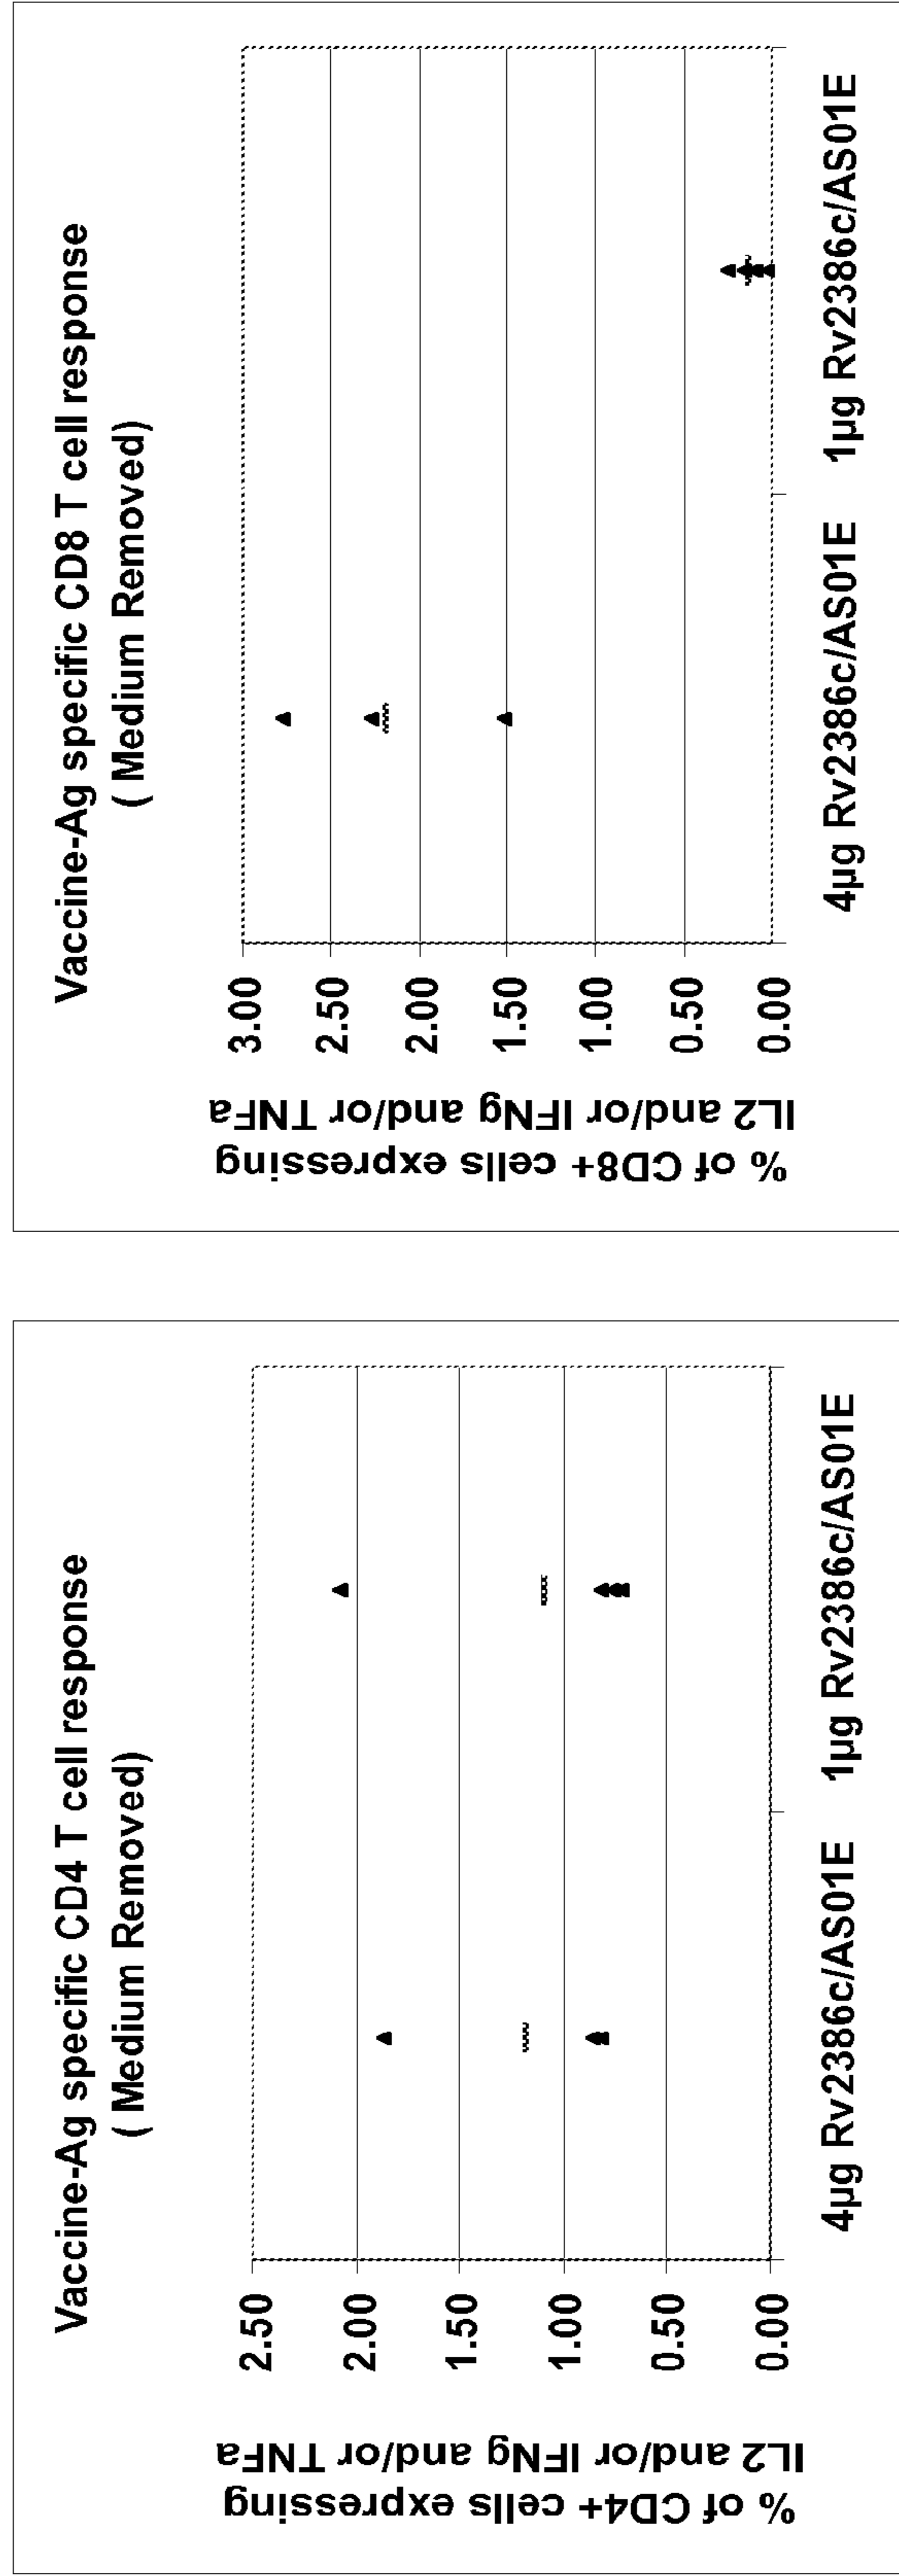 Vaccine-Ag specific CD4 T cell response
( Medium Removed)
% of CD4+ cells expressing
IL2 and/or IFNg and/or TNFa
2.50
2.00
1.50
1.00
0.50
0.00
4µg Rv2386c/AS01E
1µg Rv2386c/AS01E
Vaccine-Ag specific CD8 T cell response
( Medium Removed)
% of CD8+ cells expressing
IL2 and/or IFNg and/or TNFa
3.00
2.50
2.00
1.50
1.00
0.50
0.00
4µg Rv2386c/AS01E
1µg Rv2386c/AS01E